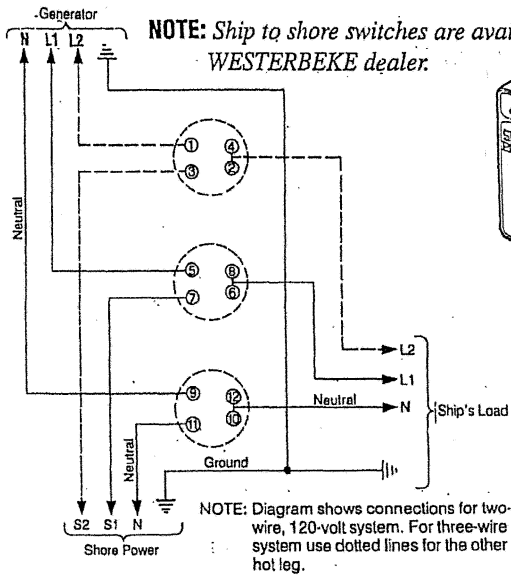 Generator
N L1 L2
NOTE: Ship to shore switches are
WESTERBEKE dealer.
① ④
③ ②
Neutral
⑤ ⑧
⑦ ⑥
L2
L1
⑨ ⑫ Neutral N
⑪ ⑩
Ship's Load
Neutral
Ground
S2 S1 N
Shore Power
NOTE: Diagram shows connections for two-
wire, 120-volt system. For three-wire
system use dotted lines for the other
hot leg.